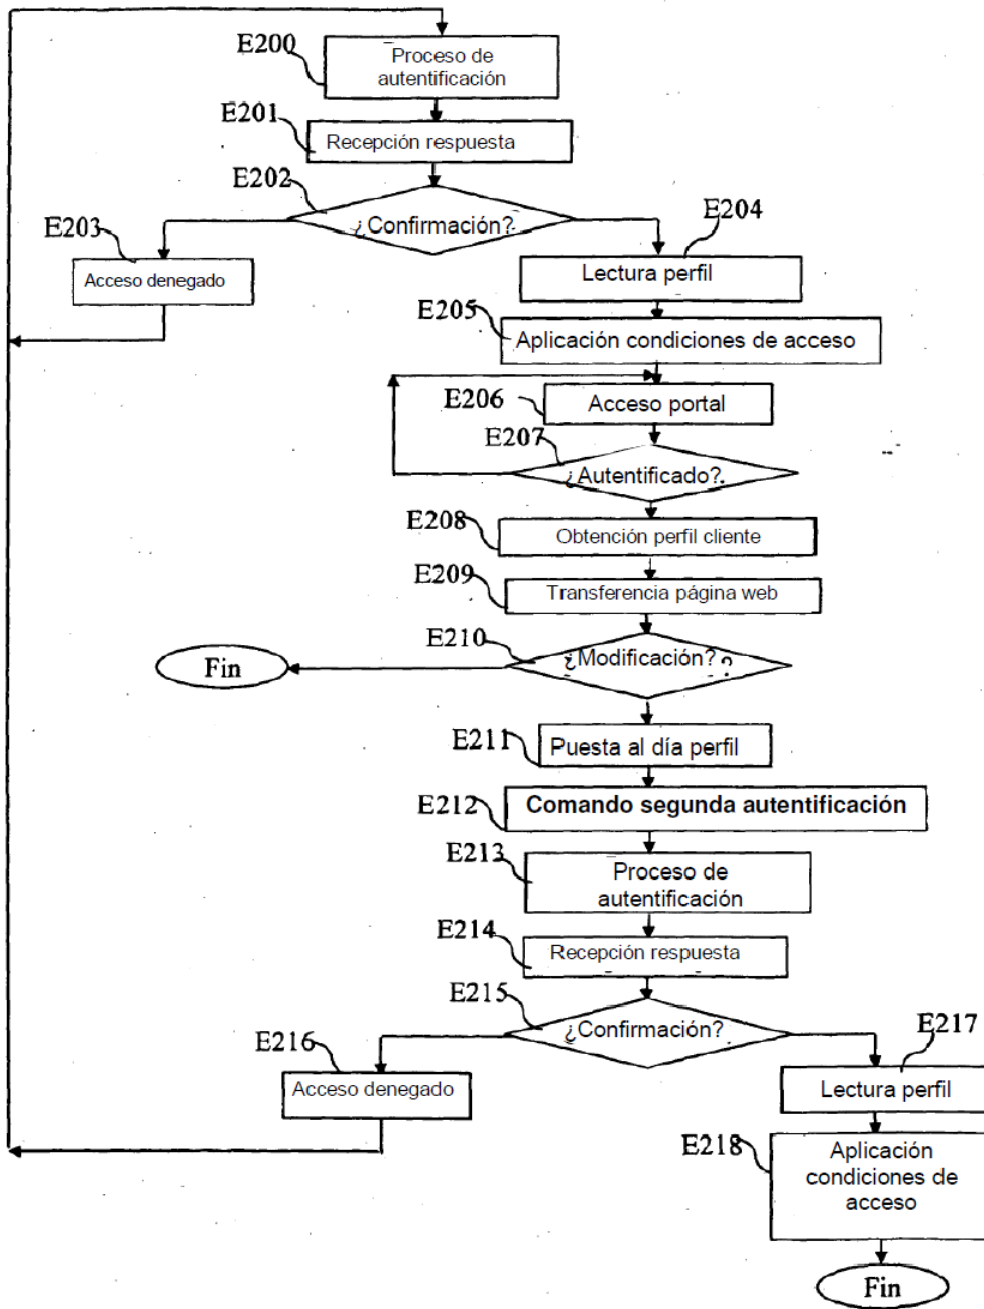 E200
Proceso de
autentificación
E201
Recepción respuesta
E202
¿Confirmación?
E203
Acceso denegado
E204
Lectura perfil
E205
Aplicación condiciones de acceso
E206
Acceso portal
E207
¿Autentificado?
E208
Obtención perfil cliente
E209
Transferencia página web
E210
¿Modificación? ?
Fin
E211
Puesta al día perfil
E212
Comando segunda autentificación
E213
Proceso de
autentificación
E214
Recepción respuesta
E215
¿Confirmación?
E216
Acceso denegado
E217
Lectura perfil
E218
Aplicación
condiciones de
acceso
Fin